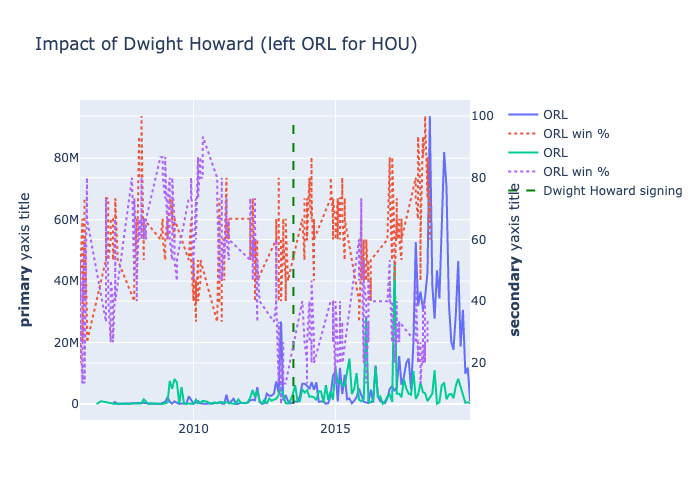 Impact of Dwight Howard (left ORL for HOU)
primary yaxis title
80M
60M
40M
20M
0
2010
2015
100
80
60
40
20
secondary yaxis title
ORL
ORL win %
ORL
ORL win %
Dwight Howard signing